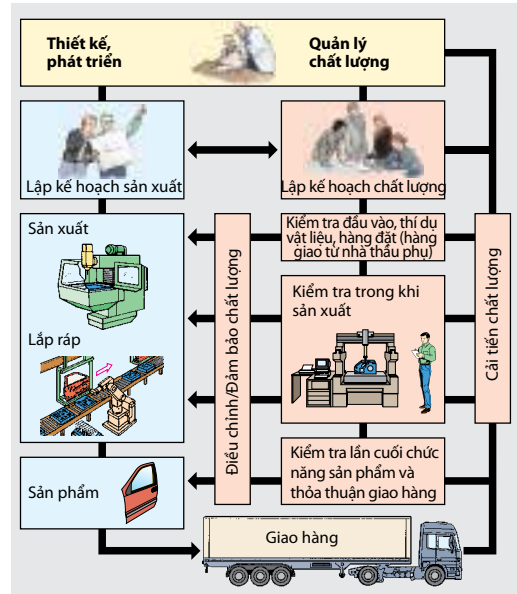 Thiết kế,
phát triển
Quản lý
chất lượng
Lập kế hoạch sản xuất
Lập kế hoạch chất lượng
Sản xuất
Lắp ráp
Sản phẩm
Điều chỉnh/Đảm bảo chất lượng
Kiểm tra đầu vào, thí dụ
vật liệu, hàng đặt (hàng
giao từ nhà thầu phụ)
Kiểm tra trong khi
sản xuất
Kiểm tra lần cuối chức
năng sản phẩm và
thỏa thuận giao hàng
Cải tiến chất lượng
Giao hàng